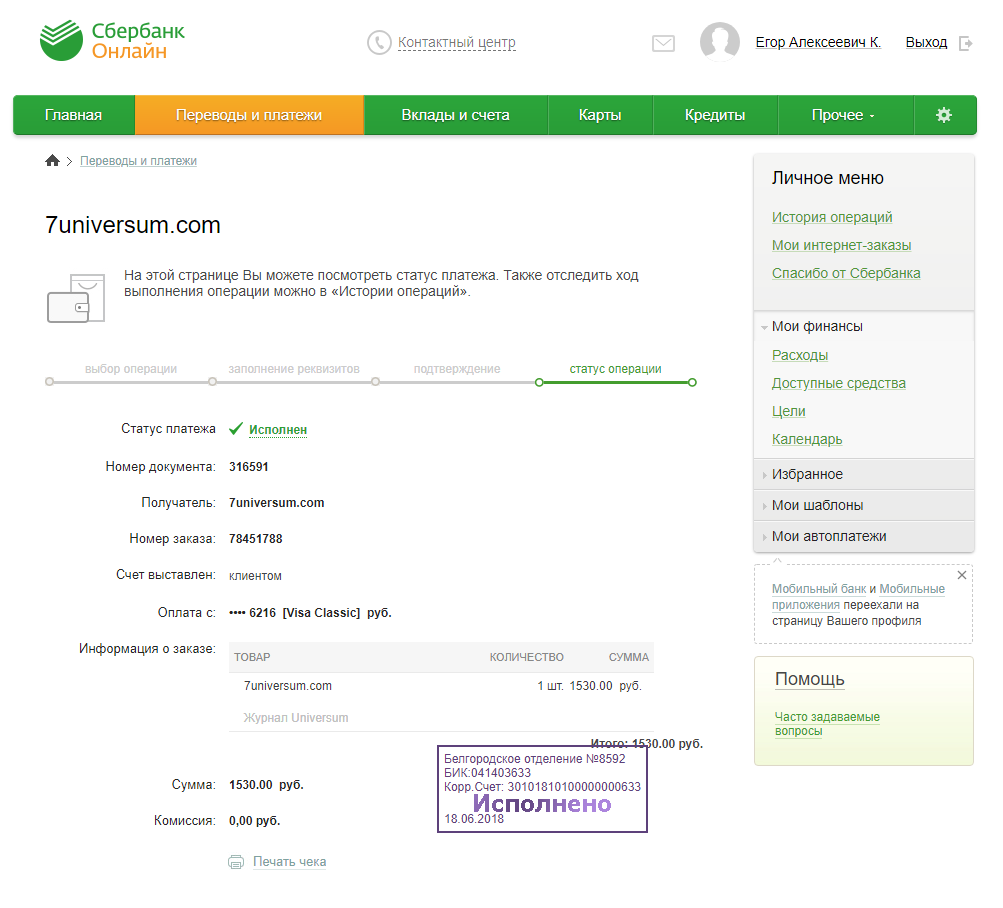 Сбербанк
Онлайн
Контактный центр
Егор Алексеевич К.
Выход
Главная
Переводы и платежи
Вклады и счета
Карты
Кредиты
Прочее
Переводы и платежи
7universum.com
На этой странице Вы можете посмотреть статус платежа. Также отследить ход
выполнения операции можно в «Истории операций».
выбор операции
заполнение реквизитов
подтверждение
статус операции
Статус платежа Исполнен
Номер документа: 316591
Получатель: 7universum.com
Номер заказа: 78451788
Счет выставлен: клиентом
Оплата с: •••• 6216 [Visa Classic] руб.
Информация о заказе:
ТОВАР КОЛИЧЕСТВО СУММА
7universum.com 1 шт. 1530.00 руб.
Журнал Universum
Итого: 1530.00 руб.
Белгородское отделение №8592
БИК:041403633
Корр.Счет: 30101810100000000633
Исполнено
18.06.2018
Сумма: 1530.00 руб.
Комиссия: 0,00 руб.
Печать чека
Личное меню
История операций
Мои интернет-заказы
Спасибо от Сбербанка
Мои финансы
Расходы
Доступные средства
Цели
Календарь
Избранное
Мои шаблоны
Мои автоплатежи
Мобильный банк и Мобильные
приложения переехали на
страницу Вашего профиля
Помощь
Часто задаваемые
вопросы